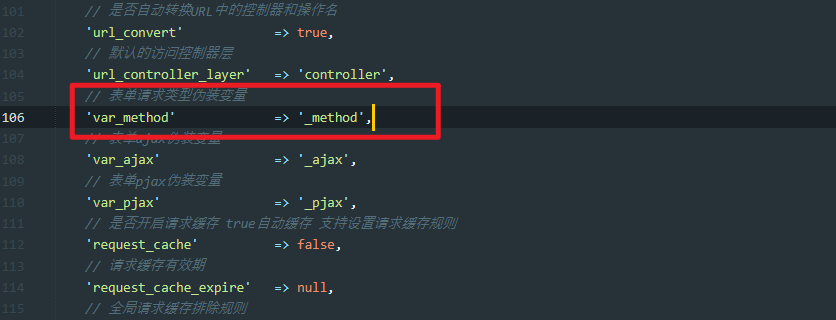 101 // 是否自动转换URL中的控制器和操作名
102 'url_convert' => true,
103 // 默认的访问控制器层
104 'url_controller_layer' => 'controller',
105 // 表单请求类型伪装变量
106 'var_method' => '_method',
107 // 表单ajax伪装变量
108 'var_ajax' => '_ajax',
109 // 表单pjax伪装变量
110 'var_pjax' => '_pjax',
111 // 是否开启请求缓存 true自动缓存 支持设置请求缓存规则
112 'request_cache' => false,
113 // 请求缓存有效期
114 'request_cache_expire' => null,
115 // 全局请求缓存排除规则